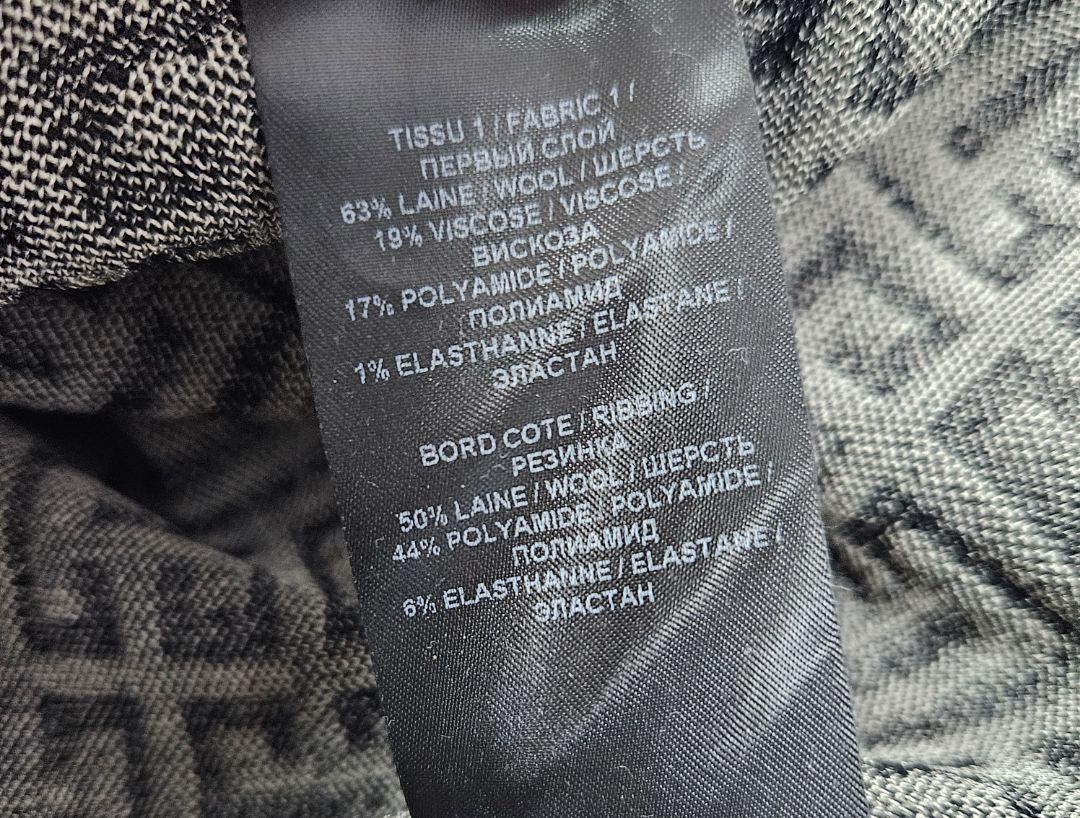 TISSU 1 / FABRIC 1 /
ПЕРВЫЙ СЛОЙ
63% LAINE / WOOL / ШЕРСТЬ
19% VISCOSE / VISCOSE /
ВИСКОЗА
17% POLYAMIDE / POLYAMIDE /
ПОЛИАМИД
1% ELASTHANNE / ELASTANE /
ЭЛАСТАН
BORD COTE / RIBBING /
РЕЗИНКА
50% LAINE / WOOL / ШЕРСТЬ
44% POLYAMIDE / POLYAMIDE /
ПОЛИАМИД
6% ELASTHANNE / ELASTANE /
ЭЛАСТАН